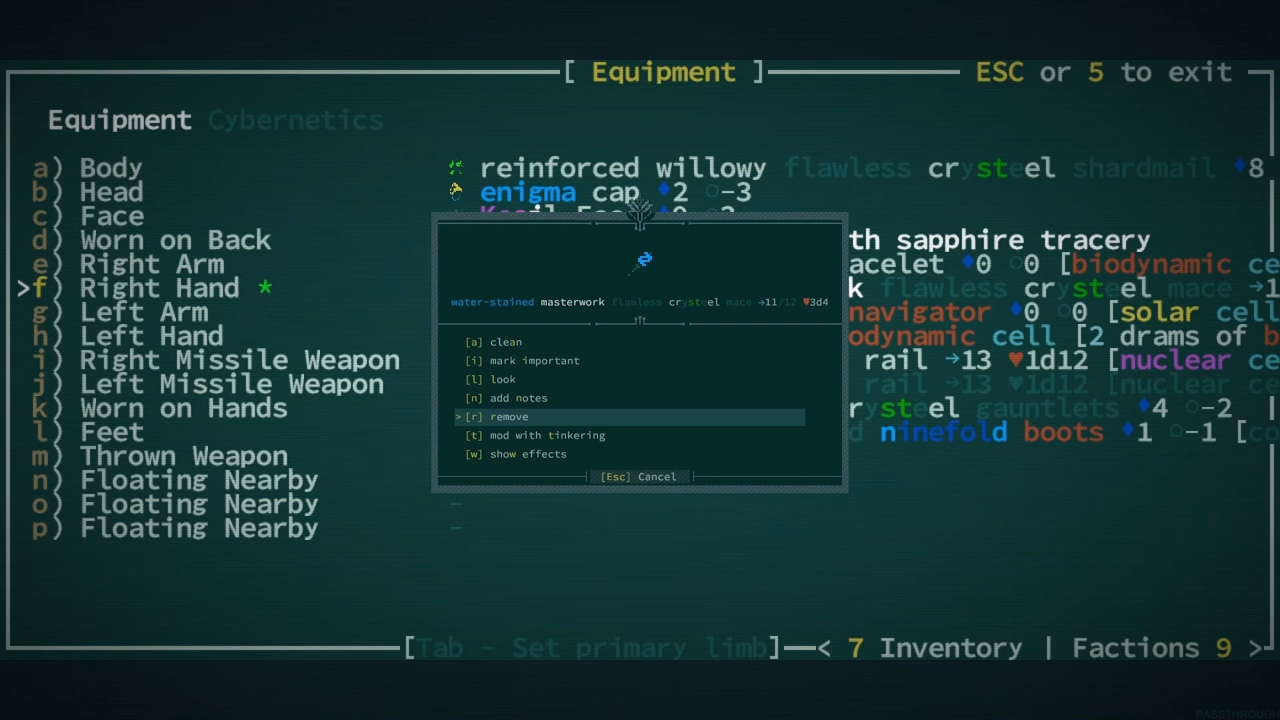 [ Equipment ] ESC or 5 to exit
Equipment Cybernetics
a) Body reinforced willowy flawless crysteel shardmail ♦8
b) Head enigma cap ♦2 ○-3
c) Face
d) Worn on Back th sapphire tracery
e) Right Arm acelet ♦0 ○0 [biodynamic ce
>f) Right Hand * k flawless crysteel mace →1
g) Left Arm navigator ♦0 ○0 [solar cell
h) Left Hand odynamic cell [2 drams of b
i) Right Missile Weapon rail →13 ♥1d12 [nuclear ce
j) Left Missile Weapon rail →13 ♥1d12 [nuclear ce
k) Worn on Hands rysteel gauntlets ♦4 ○-2
l) Feet d ninefold boots ♦1 ○-1 [co
m) Thrown Weapon
n) Floating Nearby
o) Floating Nearby –
p) Floating Nearby –
water-stained masterwork flawless crysteel mace →11/12 ♥3d4
[a] clean
[i] mark important
[l] look
[n] add notes
>[r] remove
[t] mod with tinkering
[w] show effects
[Esc] Cancel
[Tab - Set primary limb] < 7 Inventory | Factions 9 >